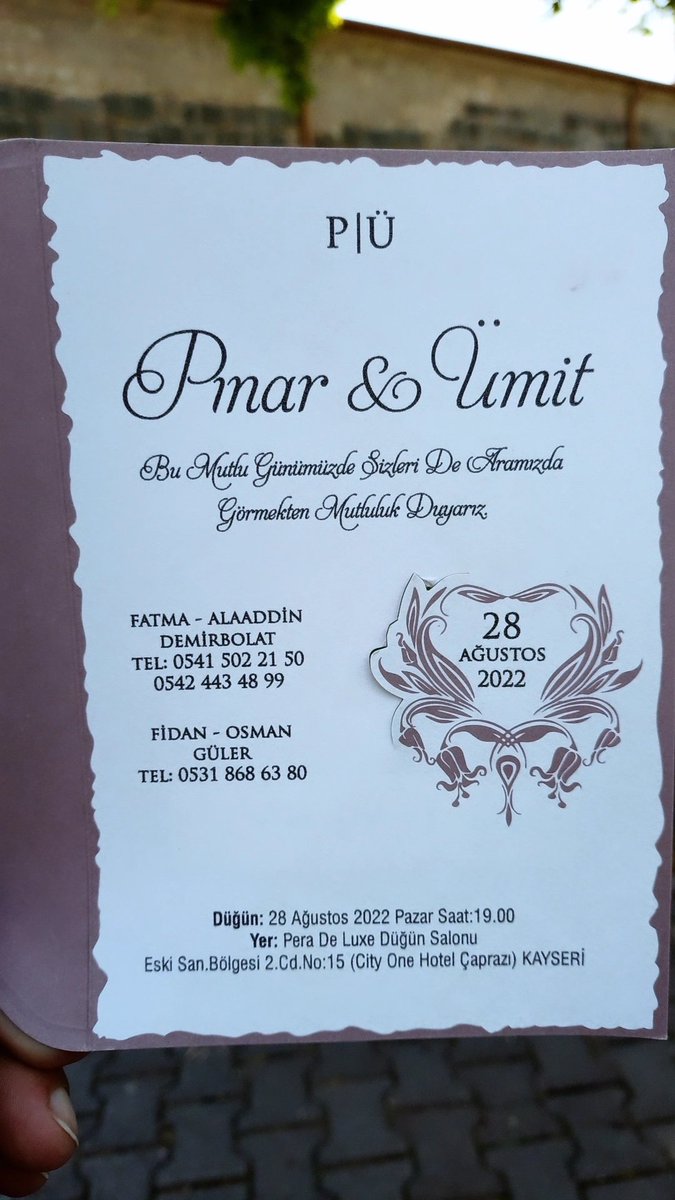 P|Ü
Pınar & Ümit
Bu Mutlu Günümüzde Sizleri De Aramızda
Görmekten Mutluluk Duyarız.
FATMA - ALAADDİN
DEMİRBOLAT
TEL: 0541 502 21 50
0542 443 48 99
FİDAN - OSMAN
GÜLER
TEL: 0531 868 63 80
28
AĞUSTOS
2022
Düğün: 28 Ağustos 2022 Pazar Saat:19.00
Yer: Pera De Luxe Düğün Salonu
Eski San.Bölgesi 2.Cd.No:15 (City One Hotel Çaprazı) KAYSERİ